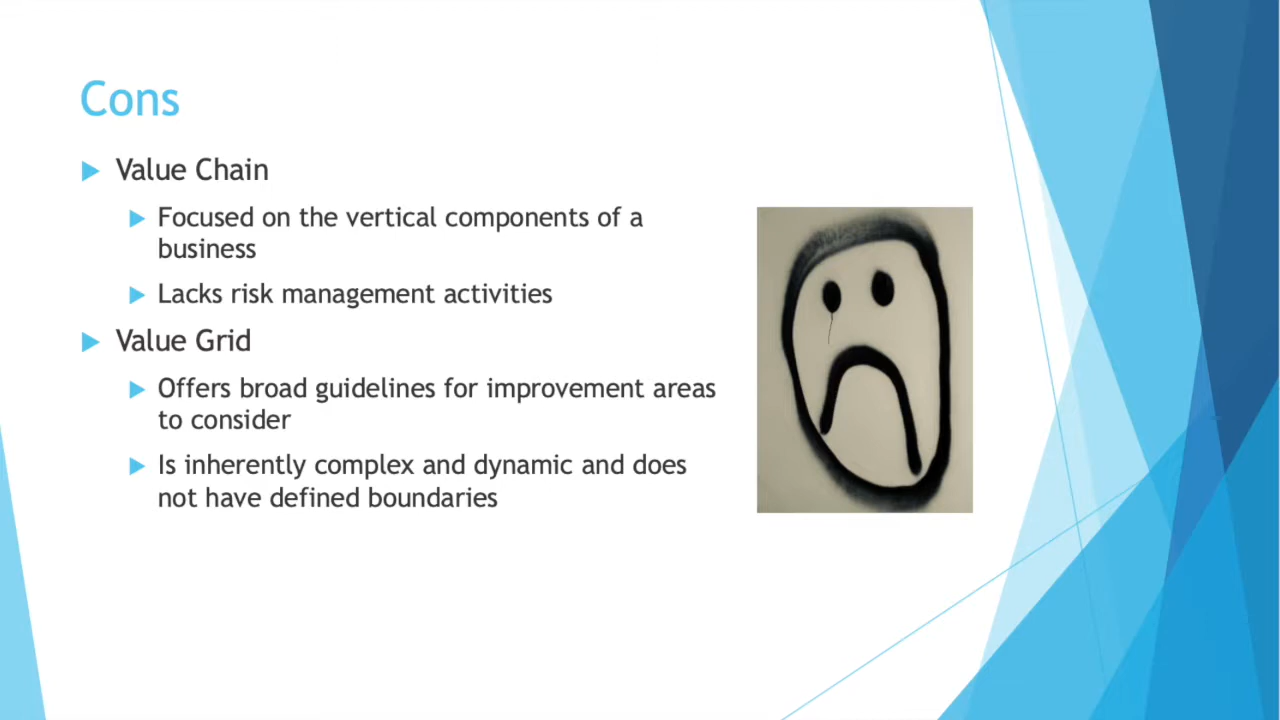 Cons
Value Chain
Focused on the vertical components of a
business
Lacks risk management activities
Value Grid
Offers broad guidelines for improvement areas
to consider
Is inherently complex and dynamic and does
not have defined boundaries